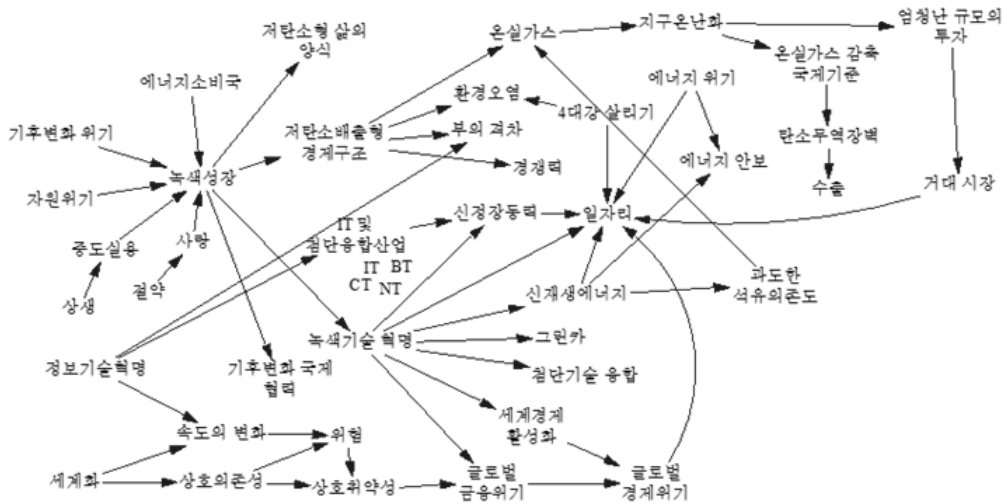 저탄소형 삶의
양식
온실가스
지구온난화
엄청난 규모의
투자
에너지소비국
온실가스 감축
국제기준
에너지 위기
환경오염
4대강 살리기
기후변화 위기
저탄소배출형
경제구조
부의 격차
탄소무역장벽
경쟁력
에너지 안보
녹색성장
수출
거대 시장
자원위기
신정장동력
일자리
IT 및
첨단융합산업
IT BT
CT NT
중도실용
사랑
상생
절약
신재생에너지
과도한
석유의존도
녹색기술 혁명
그린카
정보기술혁명
기후변화 국제
협력
첨단기술 융합
세계경제
활성화
속도의 변화
위험
세계화
상호의존성
상호취약성
글로벌
금융위기
글로벌
경제위기